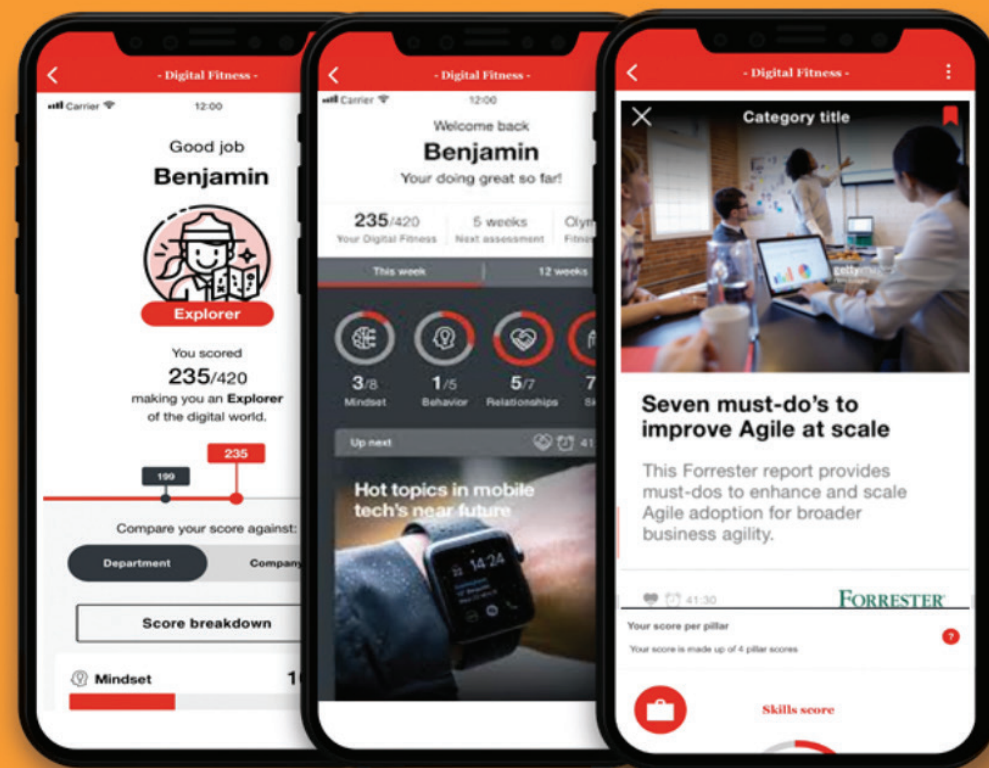 - Digital Fitness -
Carrier 12:00
Good job
Benjamin
Explorer
You scored
235/420
making you an Explorer
of the digital world.
235
199
Compare your score against:
Department Company
Score breakdown
Mindset
- Digital Fitness -
Carrier 12:00
Welcome back
Benjamin
Your doing great so far!
235/420 5 weeks
Your Digital Fitness Next assessment
This week 12 weeks
3/8 1/5 5/7 7
Mindset Behavior Relationships
Up next 41
Hot topics in mobile
tech's near future
14:24
- Digital Fitness -
Category title
Seven must-do's to
improve Agile at scale
This Forrester report provides
must-dos to enhance and scale
Agile adoption for broader
business agility.
41:30 FORRESTER
Your score per pillar
?
Your score is made up of 4 pillar scores
Skills score